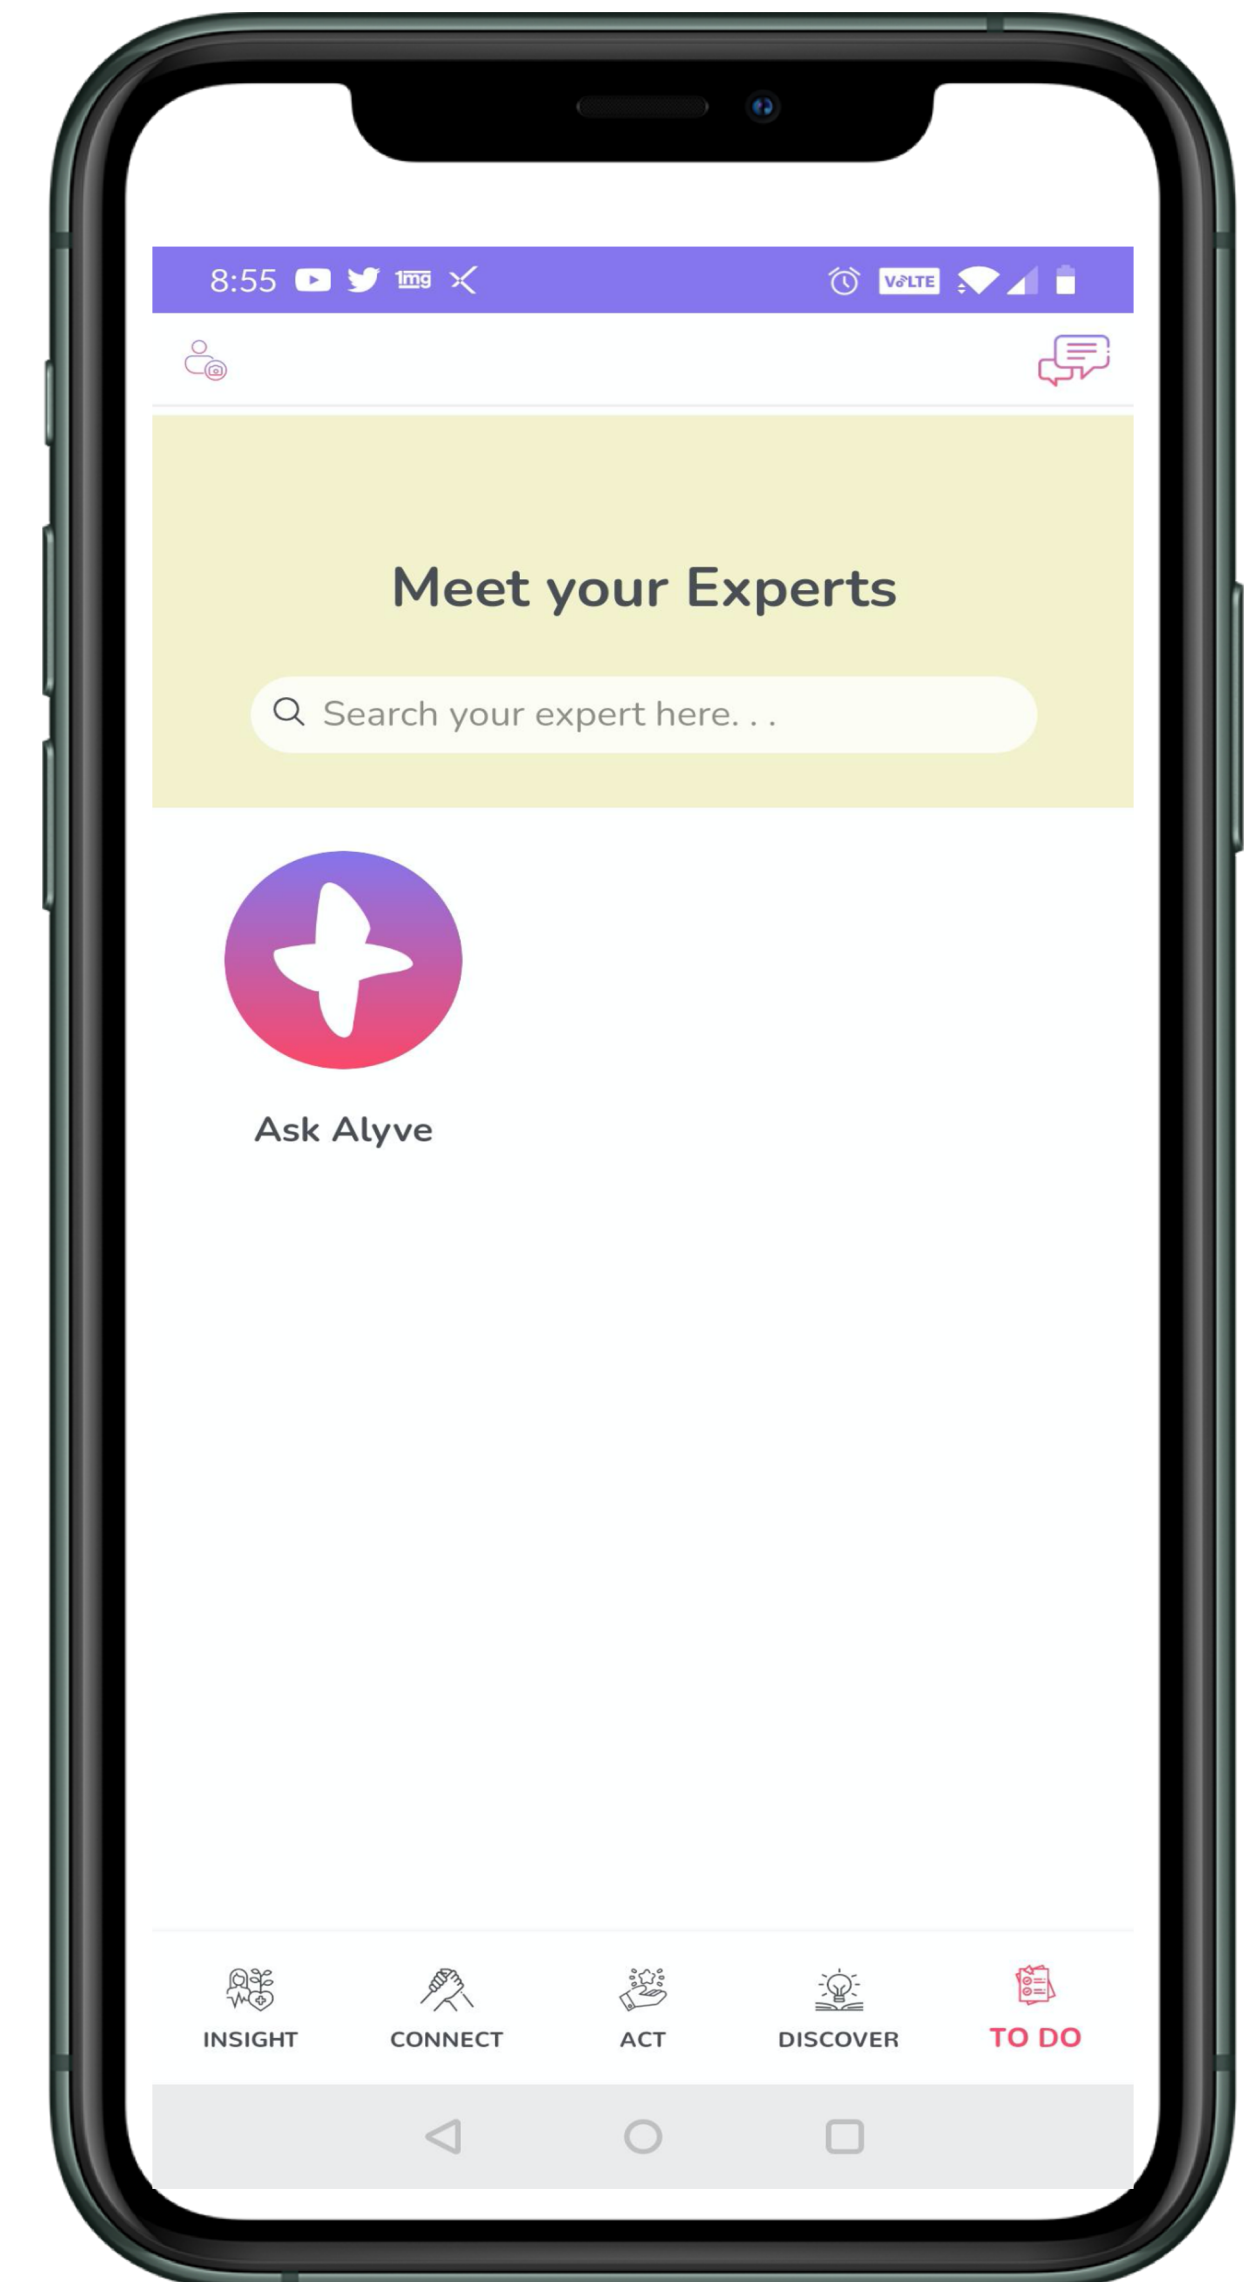 8:55 1mg VoLTE
Meet your Experts
Search your expert here. . .
Ask Alyve
INSIGHT CONNECT ACT DISCOVER TO DO